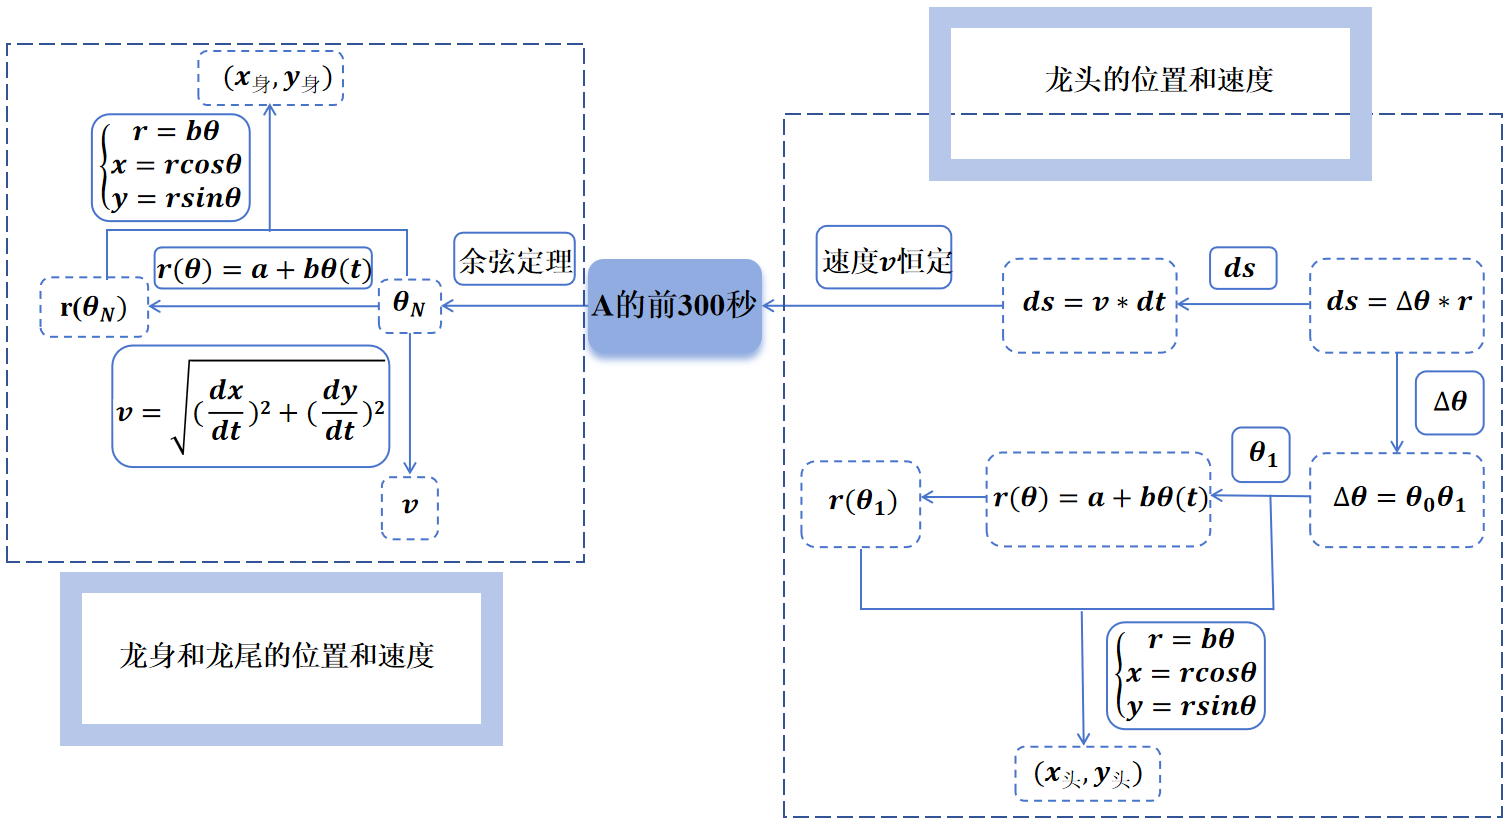 (x身, y身)
r = bθ
x = rcosθ
y = rsinθ
r(θ) = a + bθ(t)
余弦定理
r(θN)
θN
v = √((dx/dt)² + (dy/dt)²)
v
龙身和龙尾的位置和速度
A的前300秒
龙头的位置和速度
速度v恒定
ds = v * dt
ds
ds = Δθ * r
Δθ
θ1
r(θ1)
r(θ) = a + bθ(t)
Δθ = θ0θ1
r = bθ
x = rcosθ
y = rsinθ
(x头, y头)